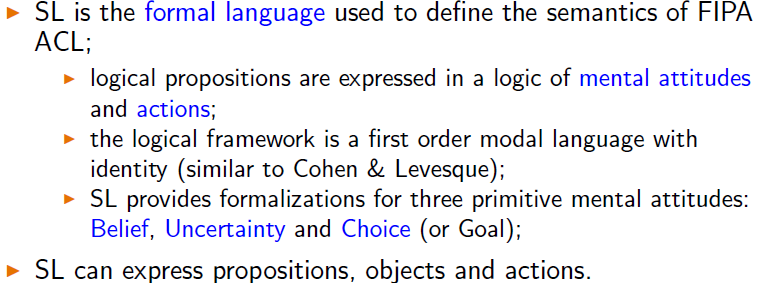 SL is the formal language used to define the semantics of FIPA
ACL;
logical propositions are expressed in a logic of mental attitudes
and actions;
the logical framework is a first order modal language with
identity (similar to Cohen & Levesque);
SL provides formalizations for three primitive mental attitudes:
Belief, Uncertainty and Choice (or Goal);
SL can express propositions, objects and actions.